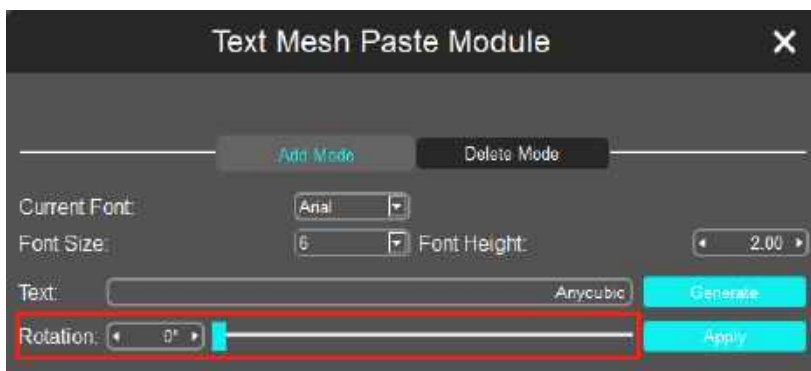 Text Mesh Paste Module
Add Mode Delete Mode
Current Font: Arial
Font Size: 6 Font Height: 2.00
Text: Anycubic Generate
Rotation: 0° Apply